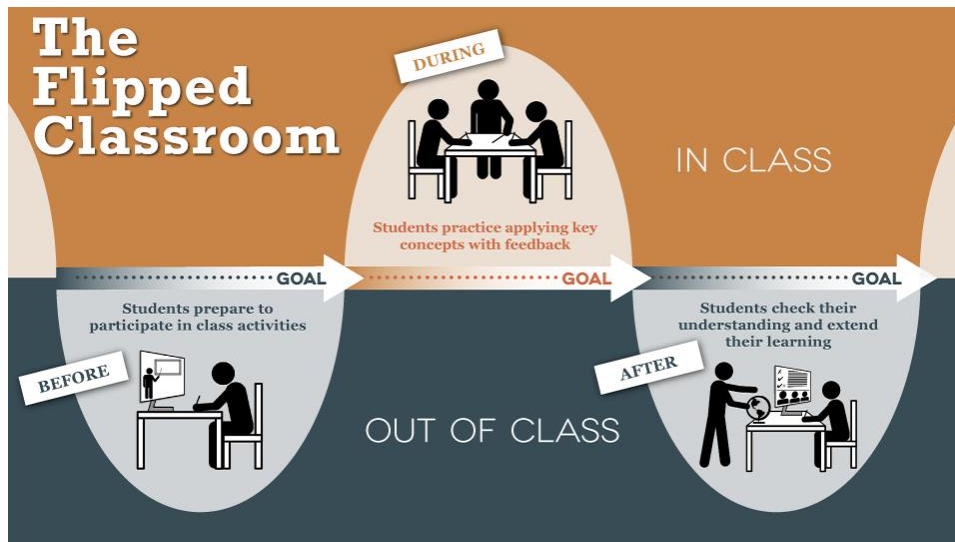 The
Flipped
Classroom
DURING
IN CLASS
Students practice applying key
concepts with feedback
GOAL
GOAL
GOAL
Students prepare to
participate in class activities
BEFORE
OUT OF CLASS
Students check their
understanding and extend
their learning
AFTER